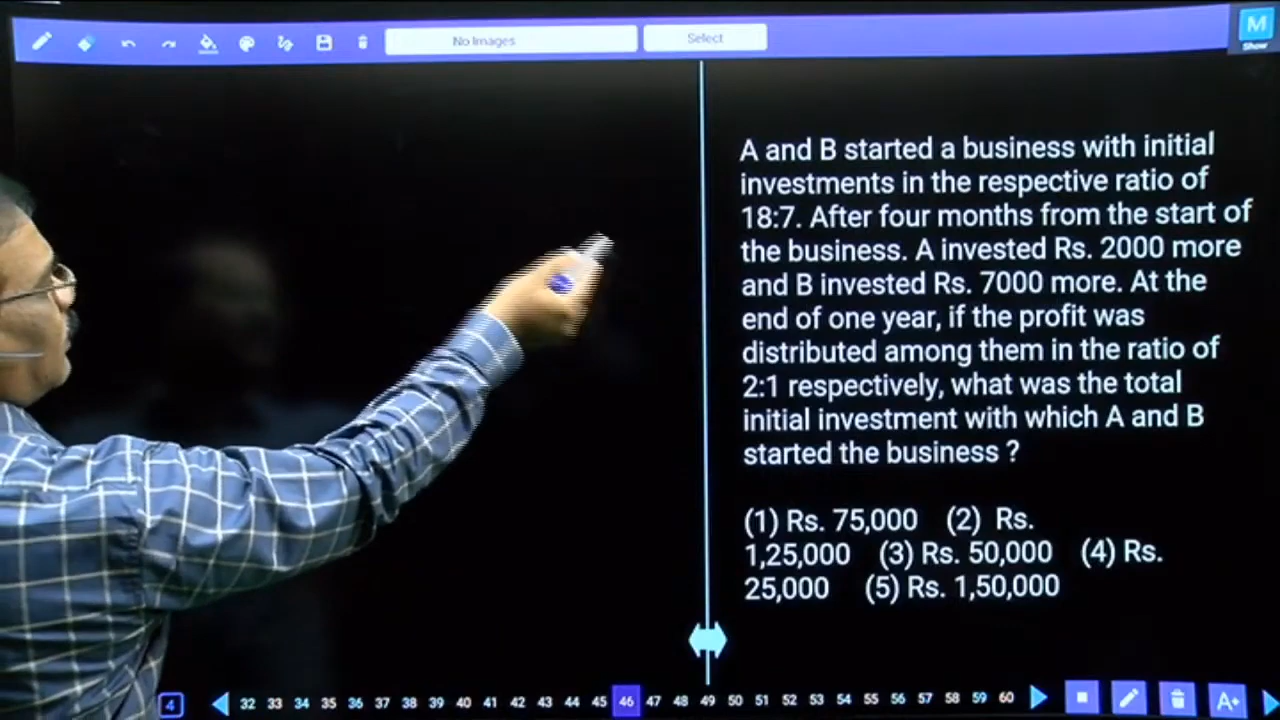 No Images
Select
M
Show
A and B started a business with initial
investments in the respective ratio of
18:7. After four months from the start of
the business. A invested Rs. 2000 more
and B invested Rs. 7000 more. At the
end of one year, if the profit was
distributed among them in the ratio of
2:1 respectively, what was the total
initial investment with which A and B
started the business ?
(1) Rs. 75,000 (2) Rs.
1,25,000 (3) Rs. 50,000 (4) Rs.
25,000 (5) Rs. 1,50,000
4 32 33 34 35 36 37 38 39 40 41 42 43 44 45 46 47 48 49 50 51 52 53 54 55 56 57 58 59 60 A+